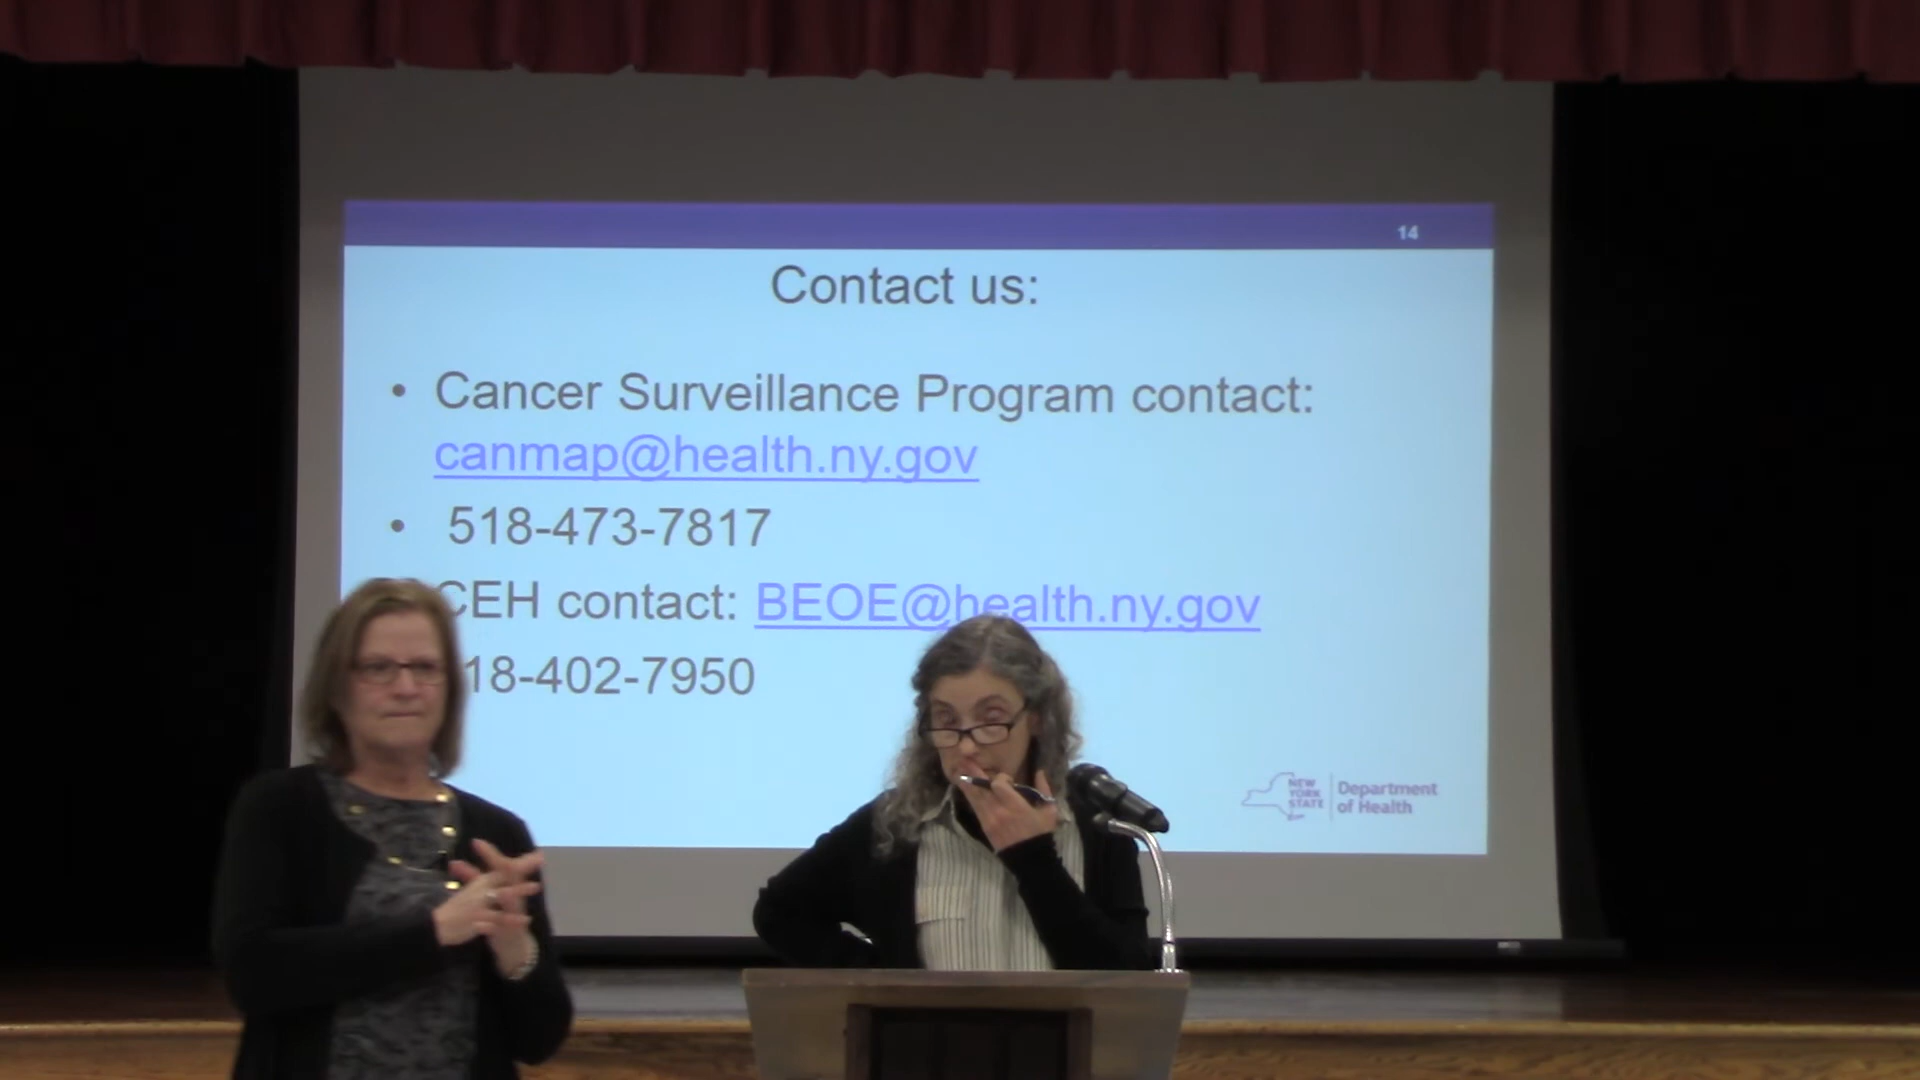 14
Contact us:
• Cancer Surveillance Program contact:
canmap@health.ny.gov
• 518-473-7817
CEH contact: BEOE@health.ny.gov
18-402-7950
NEW
YORK
STATE
Department
of Health